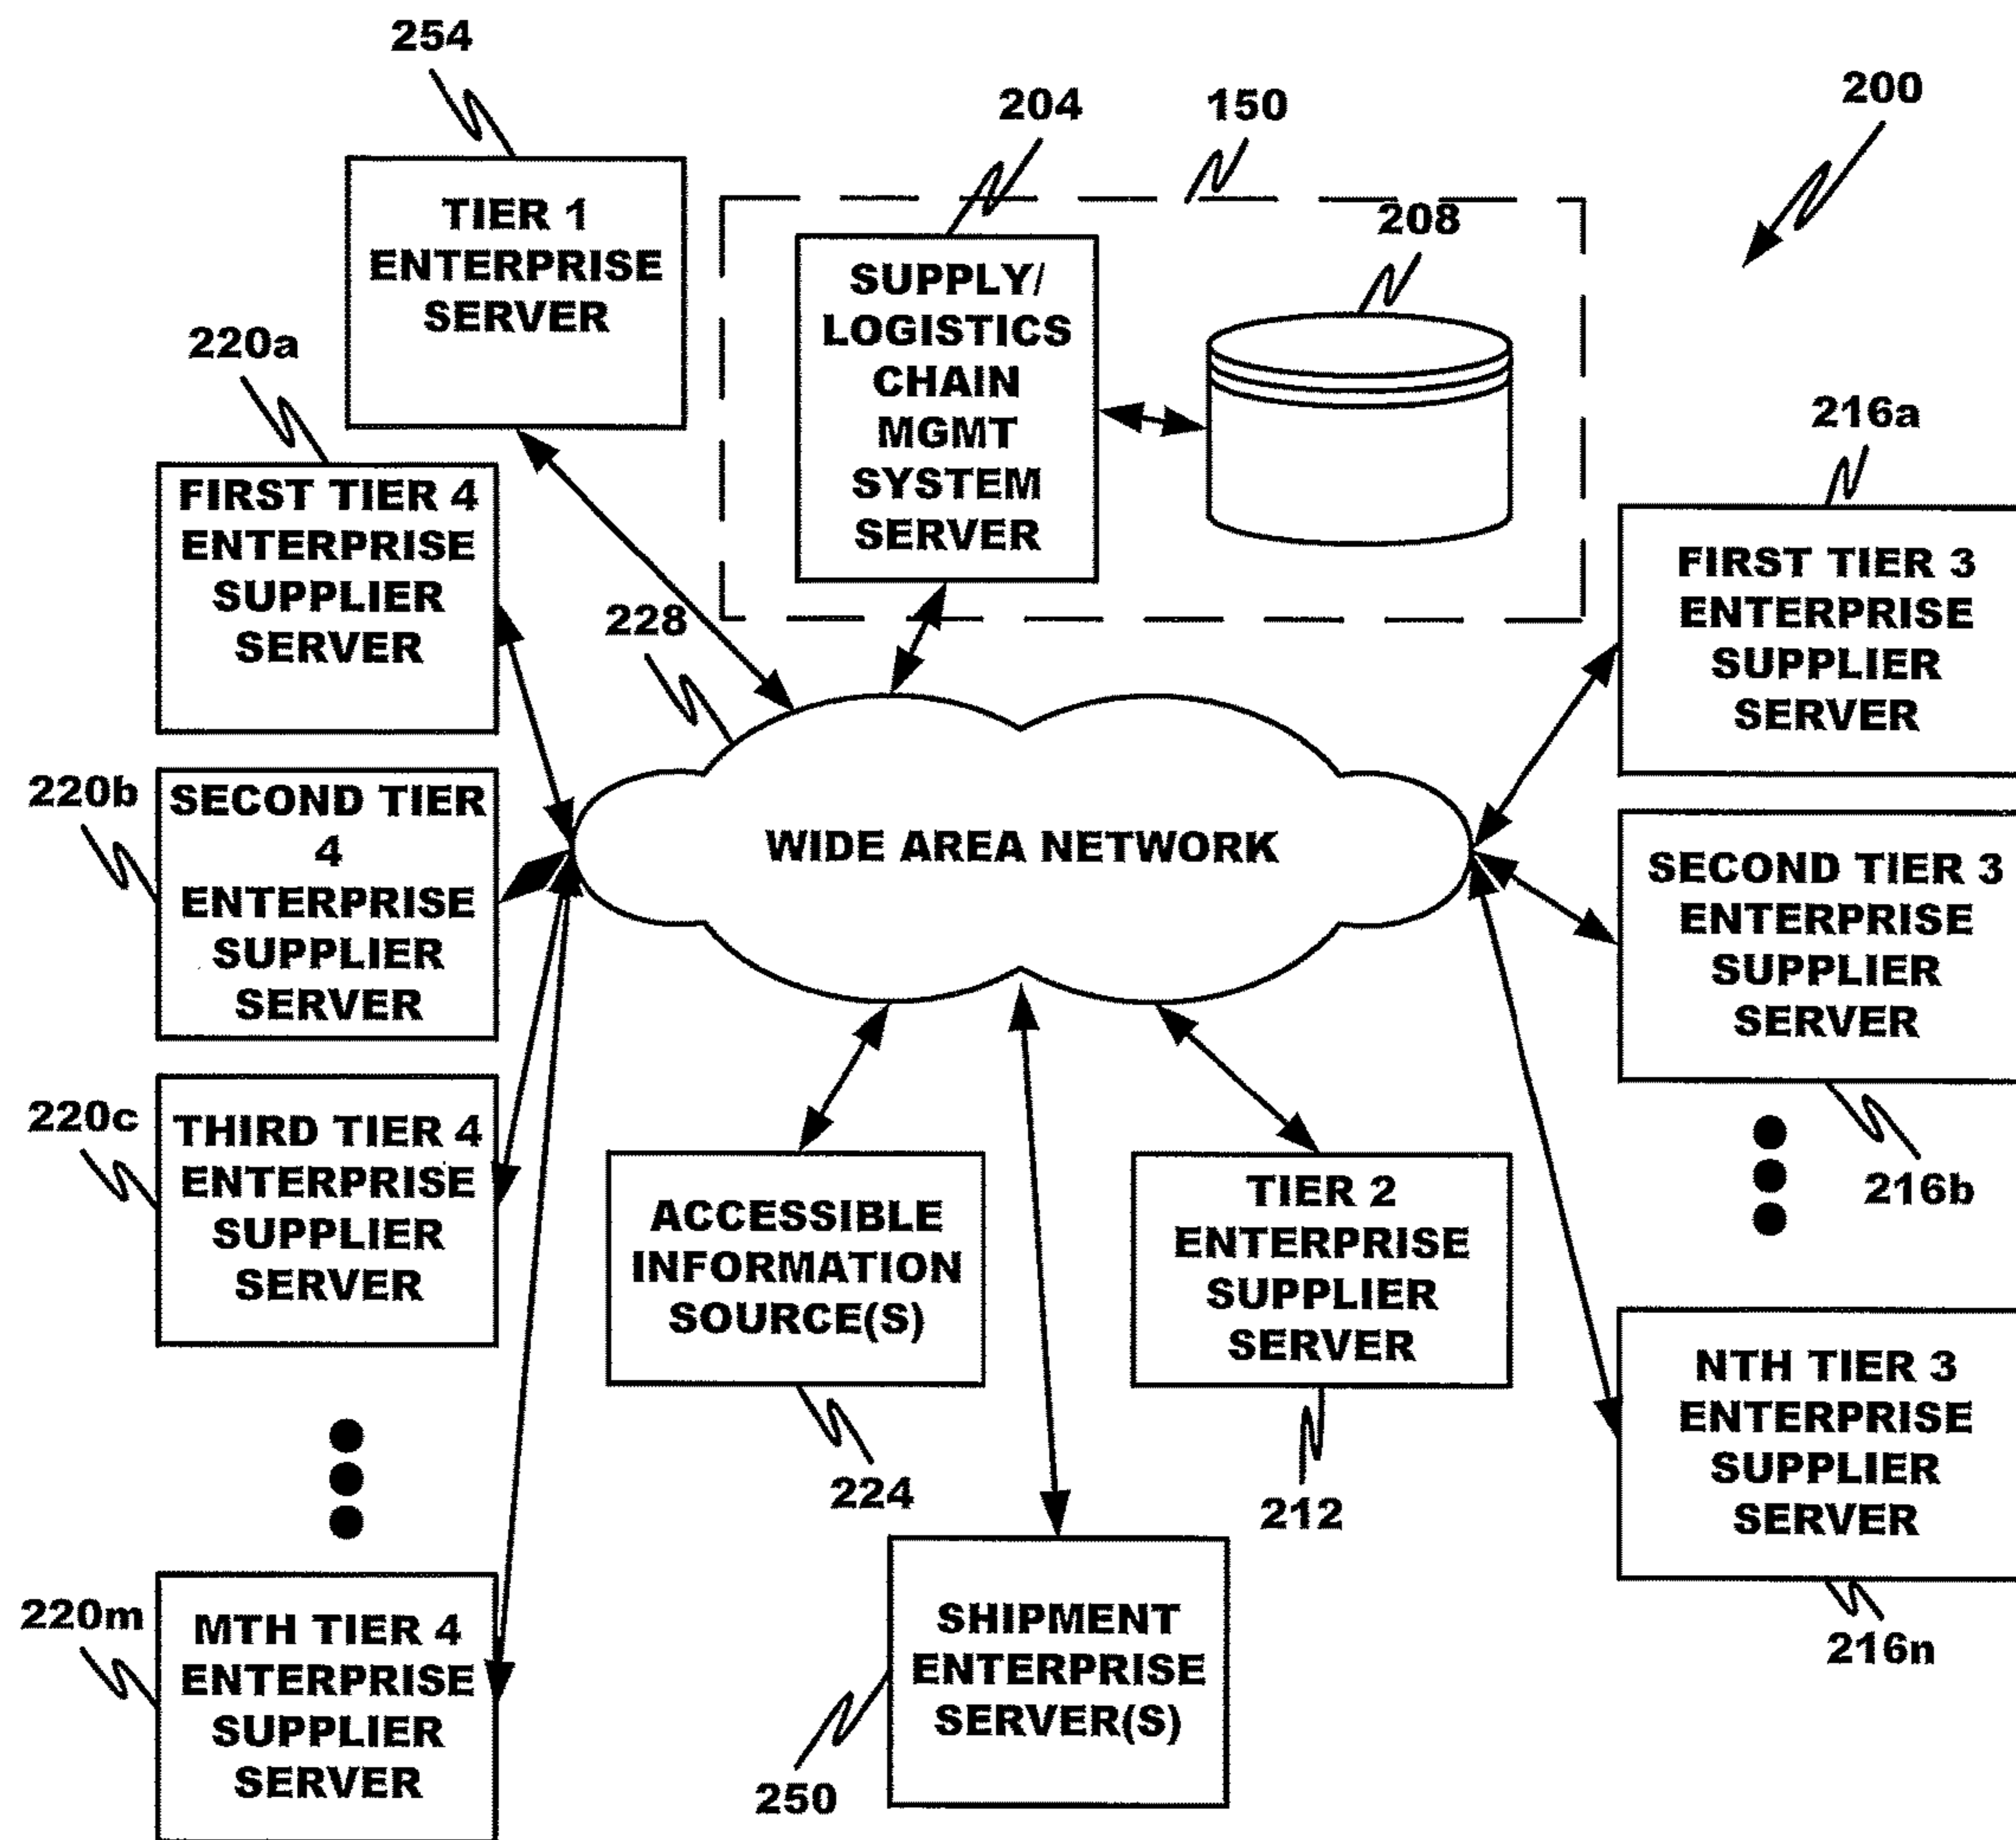 254
204
150
200
TIER 1
ENTERPRISE
SERVER
208
SUPPLY/
LOGISTICS
CHAIN
MGMT
SYSTEM
SERVER
220a
FIRST TIER 4
ENTERPRISE
SUPPLIER
SERVER
216a
FIRST TIER 3
ENTERPRISE
SUPPLIER
SERVER
228
WIDE AREA NETWORK
220b
SECOND TIER
4
ENTERPRISE
SUPPLIER
SERVER
SECOND TIER 3
ENTERPRISE
SUPPLIER
SERVER
216b
220c
THIRD TIER 4
ENTERPRISE
SUPPLIER
SERVER
ACCESSIBLE
INFORMATION
SOURCE(S)
224
TIER 2
ENTERPRISE
SUPPLIER
SERVER
212
NTH TIER 3
ENTERPRISE
SUPPLIER
SERVER
216n
220m
MTH TIER 4
ENTERPRISE
SUPPLIER
SERVER
SHIPMENT
ENTERPRISE
SERVER(S)
250